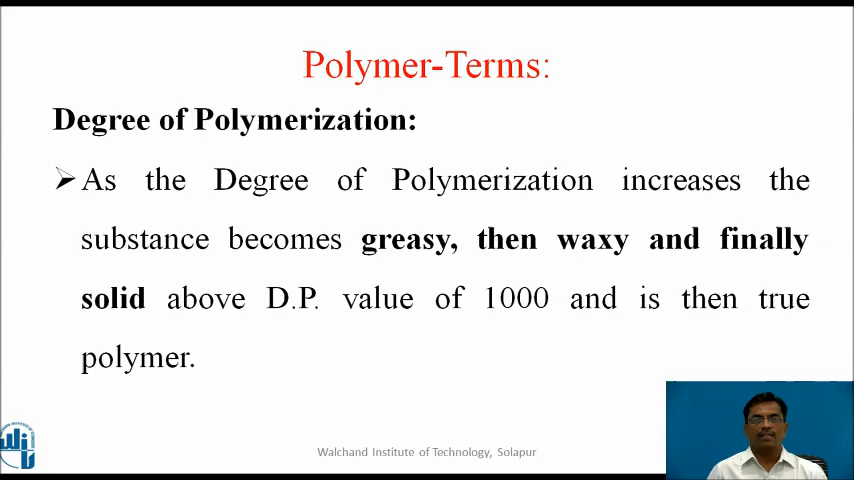 Polymer-Terms:
Degree of Polymerization:
As the Degree of Polymerization increases the
substance becomes greasy, then waxy and finally
solid above D.P. value of 1000 and is then true
polymer.
Walchand Institute of Technology, Solapur